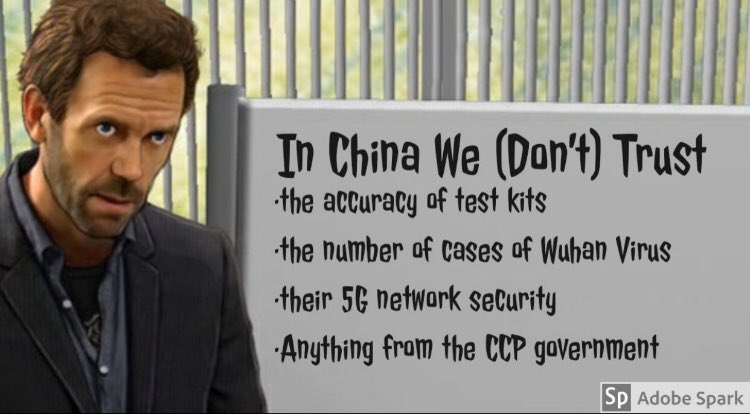 In China We (Don't) Trust
·the accuracy of test kits
·the number of cases of Wuhan Virus
·their 5G network security
·Anything from the CCP government
Sp Adobe Spark